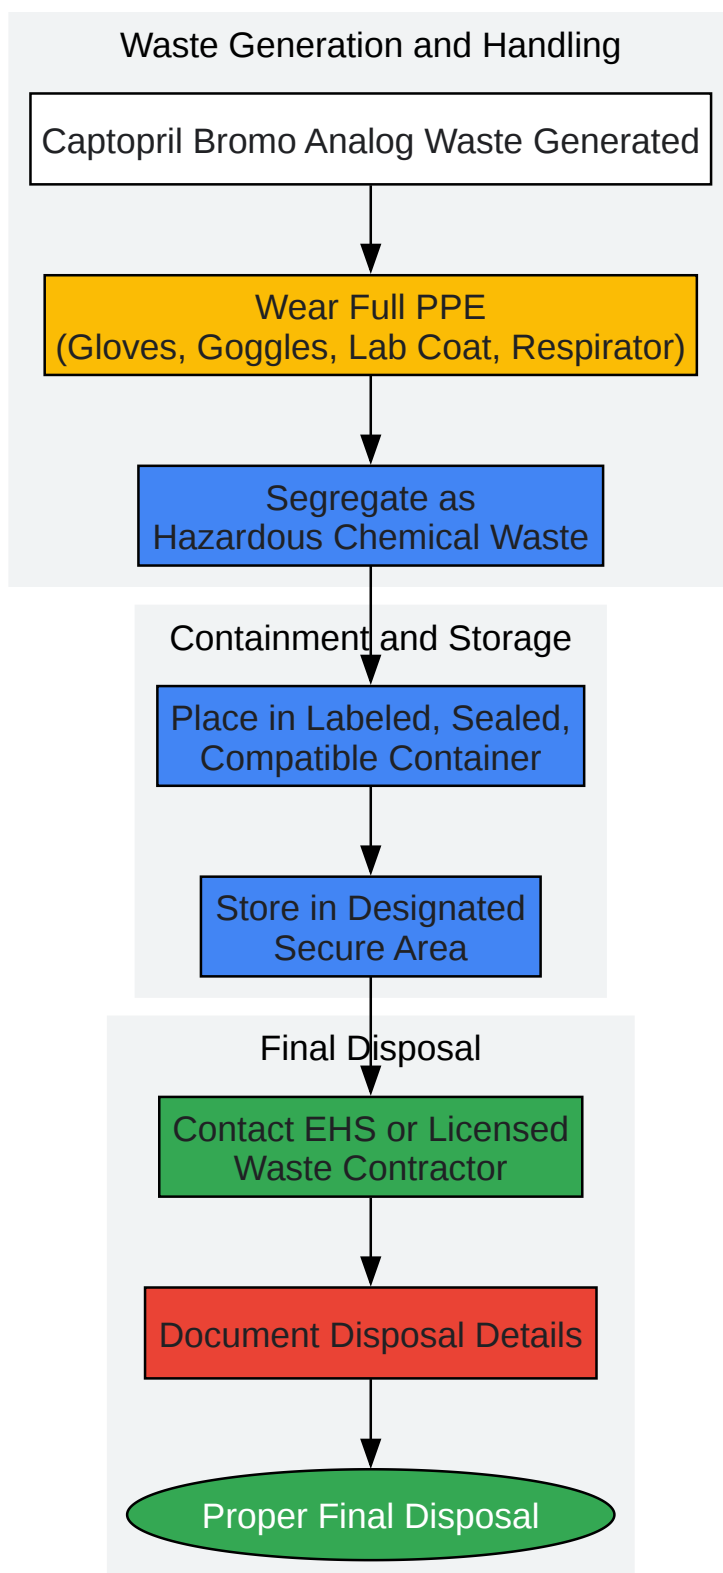 Waste Generation and Handling
Captopril Bromo Analog Waste Generated
Wear Full PPE
(Gloves, Goggles, Lab Coat, Respirator)
Segregate as
Hazardous Chemical Waste
Containment and Storage
Place in Labeled, Sealed,
Compatible Container
Store in Designated
Secure Area
Final Disposal
Contact EHS or Licensed
Waste Contractor
Document Disposal Details
Proper Final Disposal